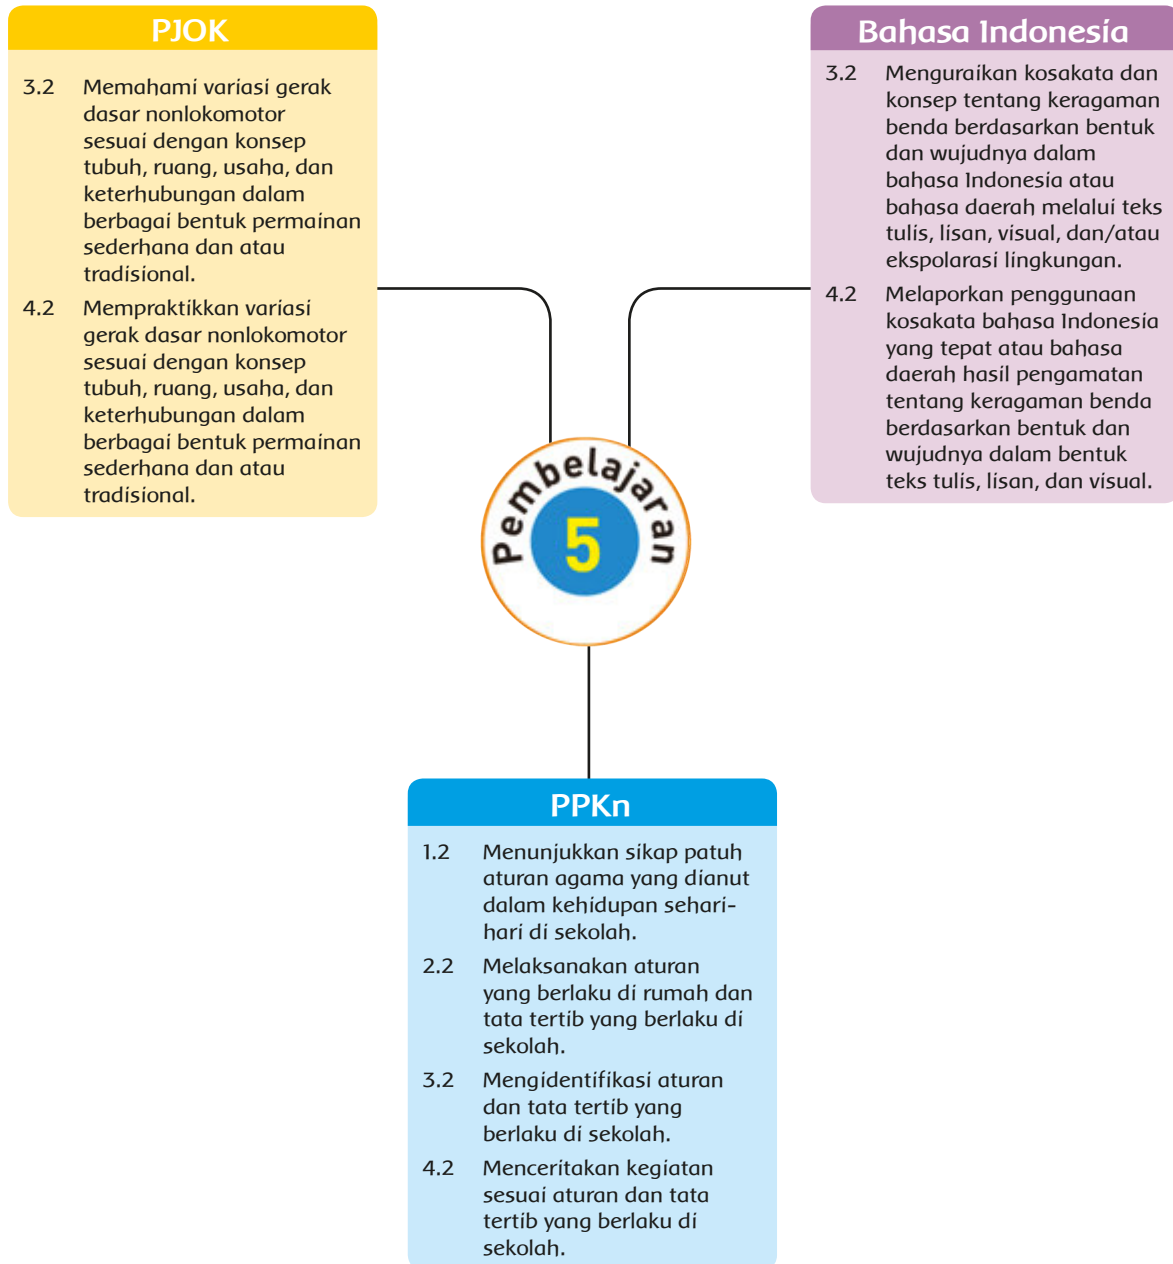 PJOK
3.2 Memahami variasi gerak
dasar nonlokomotor
sesuai dengan konsep
tubuh, ruang, usaha, dan
keterhubungan dalam
berbagai bentuk permainan
sederhana dan atau
tradisional.
4.2 Mempraktikkan variasi
gerak dasar nonlokomotor
sesuai dengan konsep
tubuh, ruang, usaha, dan
keterhubungan dalam
berbagai bentuk permainan
sederhana dan atau
tradisional.
Bahasa Indonesia
3.2 Menguraikan kosakata dan
konsep tentang keragaman
benda berdasarkan bentuk
dan wujudnya dalam
bahasa Indonesia atau
bahasa daerah melalui teks
tulis, lisan, visual, dan/atau
ekspolarasi lingkungan.
4.2 Melaporkan penggunaan
kosakata bahasa Indonesia
yang tepat atau bahasa
daerah hasil pengamatan
tentang keragaman benda
berdasarkan bentuk dan
wujudnya dalam bentuk
teks tulis, lisan, dan visual.
Pembelajaran
5
PPKn
1.2 Menunjukkan sikap patuh
aturan agama yang dianut
dalam kehidupan sehari-
hari di sekolah.
2.2 Melaksanakan aturan
yang berlaku di rumah dan
tata tertib yang berlaku di
sekolah.
3.2 Mengidentifikasi aturan
dan tata tertib yang
berlaku di sekolah.
4.2 Menceritakan kegiatan
sesuai aturan dan tata
tertib yang berlaku di
sekolah.